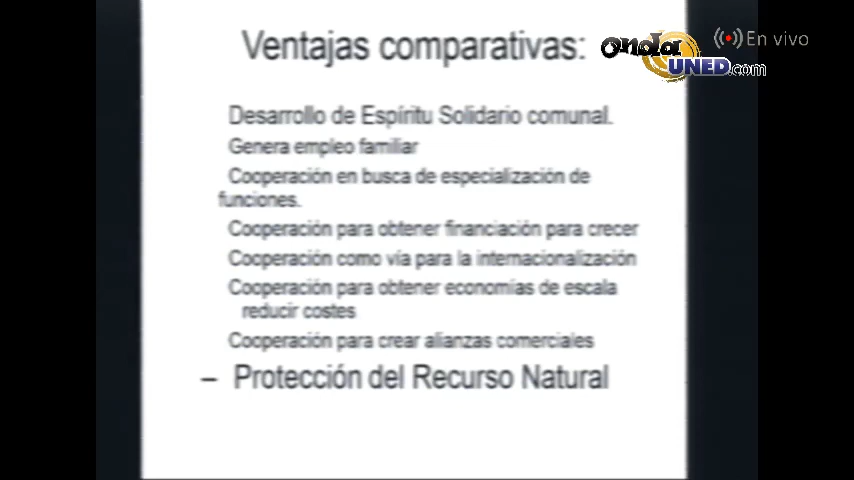 Ventajas comparativas:
onda
UNED.com
En vivo
Desarrollo de Espíritu Solidario comunal.
Genera empleo familiar
Cooperación en busca de especialización de
funciones.
Cooperación para obtener financiación para crecer
Cooperación como vía para la internacionalización
Cooperación para obtener economías de escala
reducir costes
Cooperación para crear alianzas comerciales
– Protección del Recurso Natural